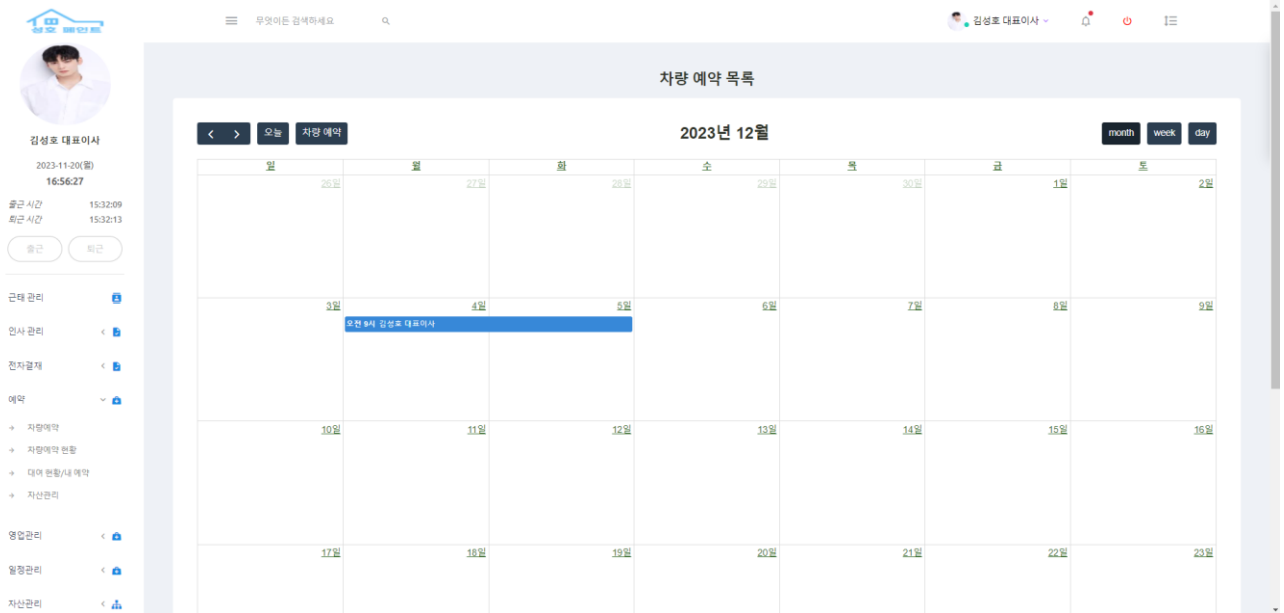 성호 페인트
무엇이든 검색하세요
김성호 대표이사
김성호 대표이사
2023-11-20(월)
16:56:27
출근 시간 15:32:09
퇴근 시간 15:32:13
출근 퇴근
근태 관리
인사 관리
전자결재
예약
차량예약
차량예약 현황
대여 현황/내 예약
자산관리
영업관리
일정관리
자산관리
차량 예약 목록
오늘 차량 예약 2023년 12월 month week day
일 월 화 수 목 금 토
26일 27일 28일 29일 30일 1일 2일
3일 4일 5일 6일 7일 8일 9일
오전 9시 김성호 대표이사
10일 11일 12일 13일 14일 15일 16일
17일 18일 19일 20일 21일 22일 23일